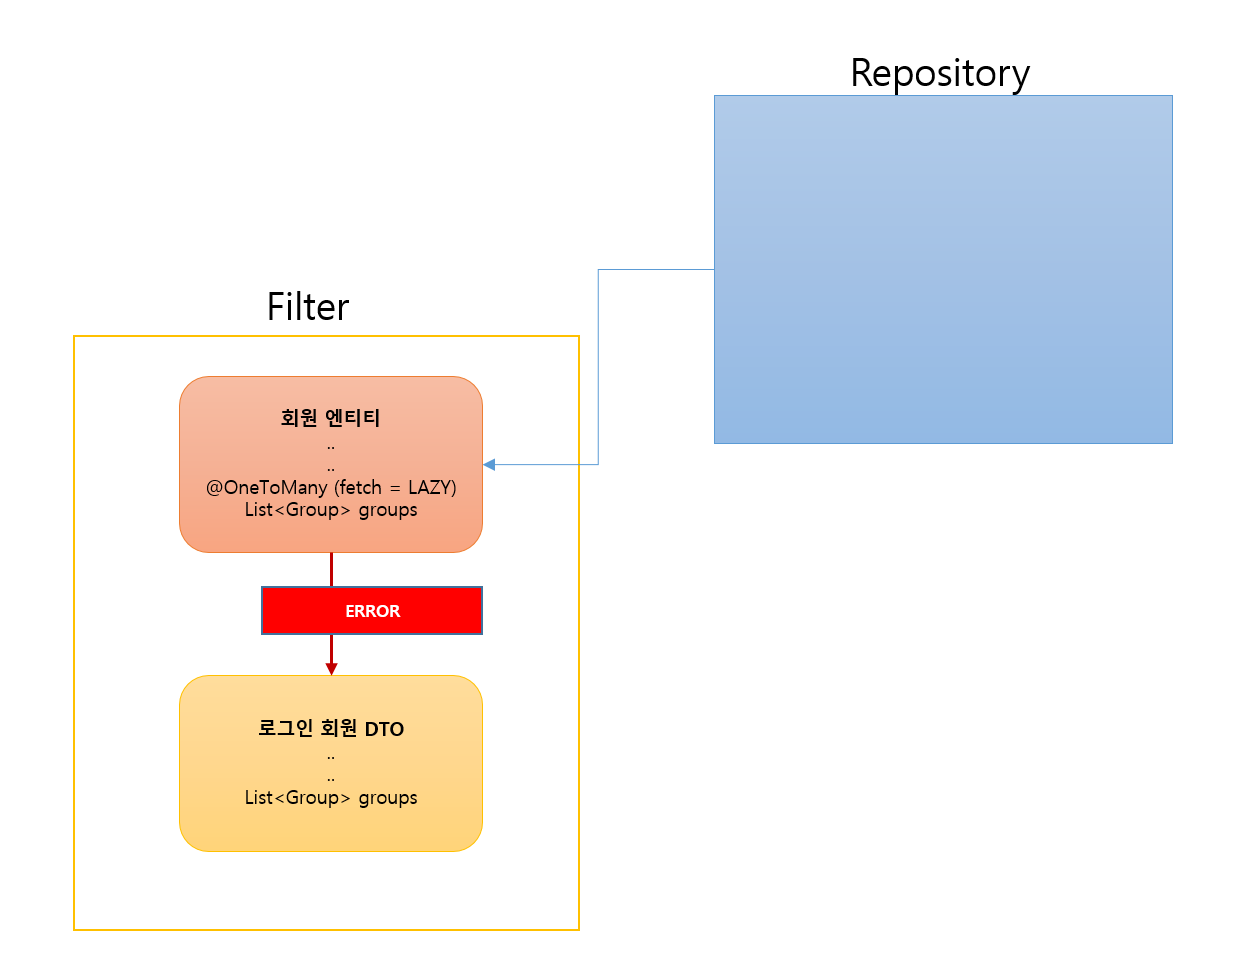 Repository
Filter
회원 엔티티
..
..
@OneToMany (fetch = LAZY)
List<Group> groups
ERROR
로그인 회원 DTO
..
..
List<Group> groups